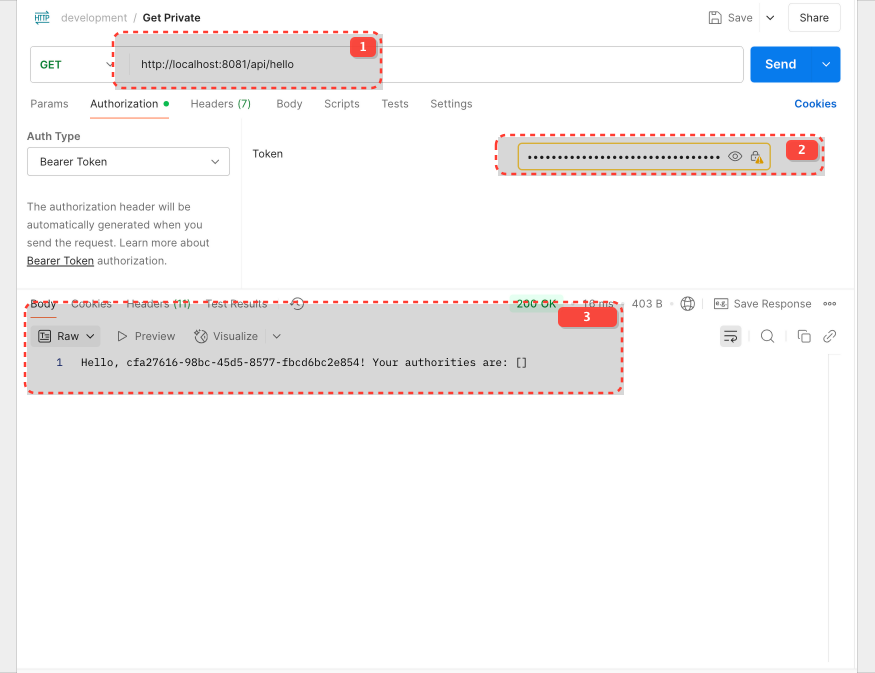 HTTP development / Get Private Save Share
1
GET http://localhost:8081/api/hello Send
Params Authorization Headers (7) Body Scripts Tests Settings Cookies
Auth Type
Bearer Token
Token
2
The authorization header will be
automatically generated when you
send the request. Learn more about
Bearer Token authorization.
Body Cookies Headers (11) Test Results 200 OK 16 ms 403 B e.g. Save Response
3
Raw Preview Visualize
1 Hello, cfa27616-98bc-45d5-8577-fbcd6bc2e854! Your authorities are: []